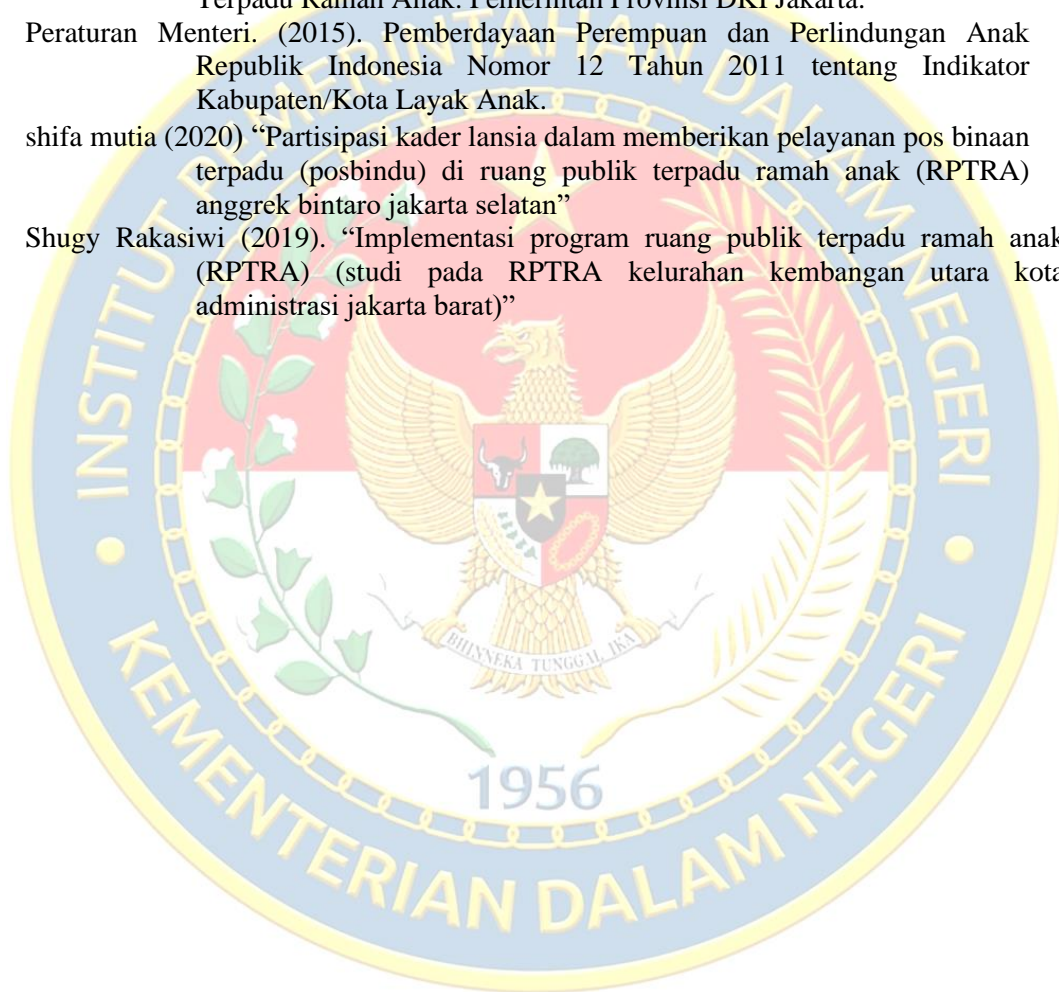 Terpadu Ramah Anak. Pemerintah Provinsi DKI Jakarta.
Peraturan Menteri. (2015). Pemberdayaan Perempuan dan Perlindungan Anak
Republik Indonesia Nomor 12 Tahun 2011 tentang Indikator
Kabupaten/Kota Layak Anak.
shifa mutia (2020) “Partisipasi kader lansia dalam memberikan pelayanan pos binaan
terpadu (posbindu) di ruang publik terpadu ramah anak (RPTRA)
anggrek bintaro jakarta selatan”
Shugy Rakasiwi (2019). “Implementasi program ruang publik terpadu ramah anak
(RPTRA) (studi pada RPTRA kelurahan kembangan utara kota
administrasi jakarta barat)”
INSTITUT PEMERINTAHAN DALAM NEGERI
BHINNEKA TUNGGAL IKA
1956
KEMENTERIAN DALAM NEGERI